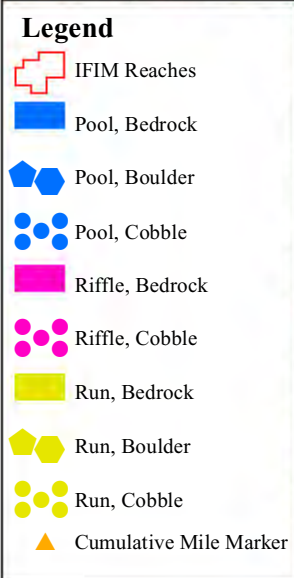 Legend
IFIM Reaches
Pool, Bedrock
Pool, Boulder
Pool, Cobble
Riffle, Bedrock
Riffle, Cobble
Run, Bedrock
Run, Boulder
Run, Cobble
Cumulative Mile Marker